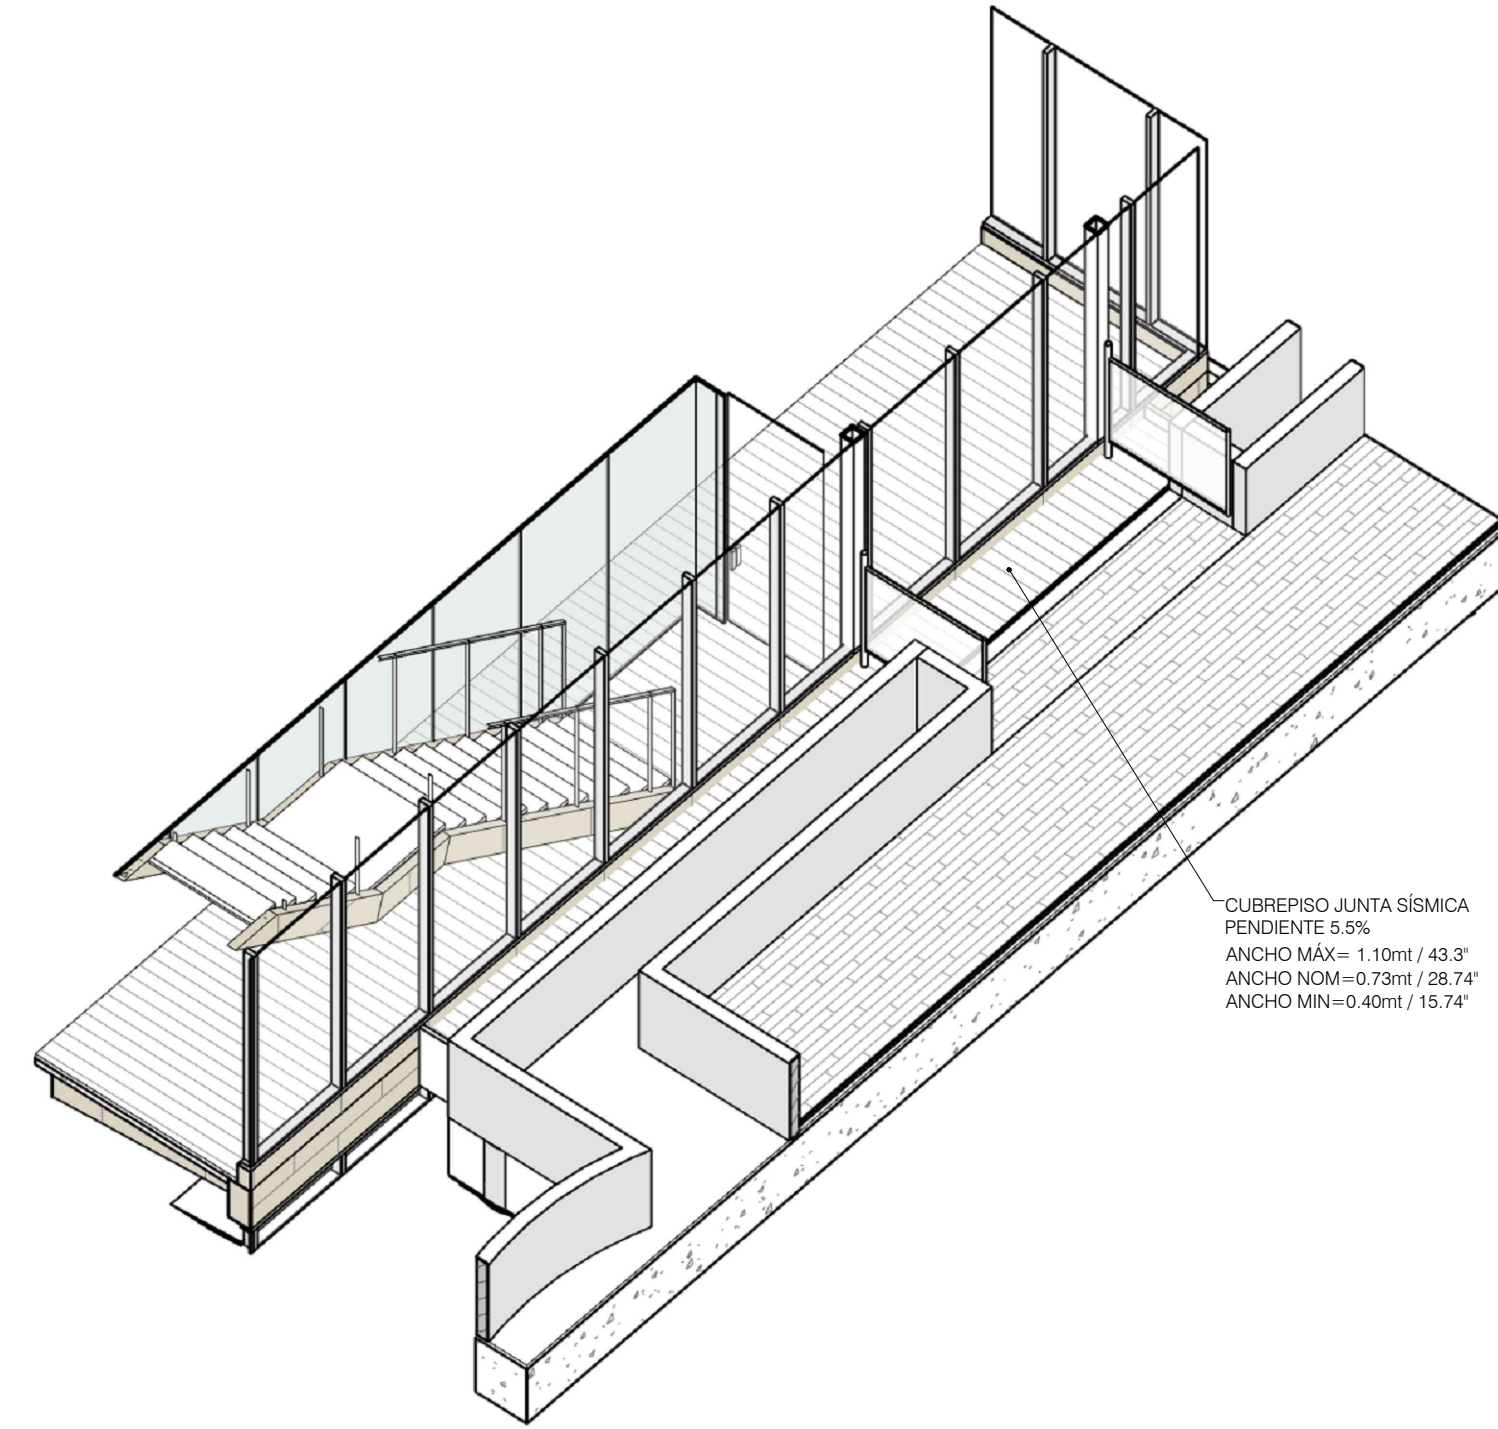 CUBREPISO JUNTA SÍSMICA
PENDIENTE 5.5%
ANCHO MÁX= 1.10mt / 43.3"
ANCHO NOM=0.73mt / 28.74"
ANCHO MIN=0.40mt / 15.74"